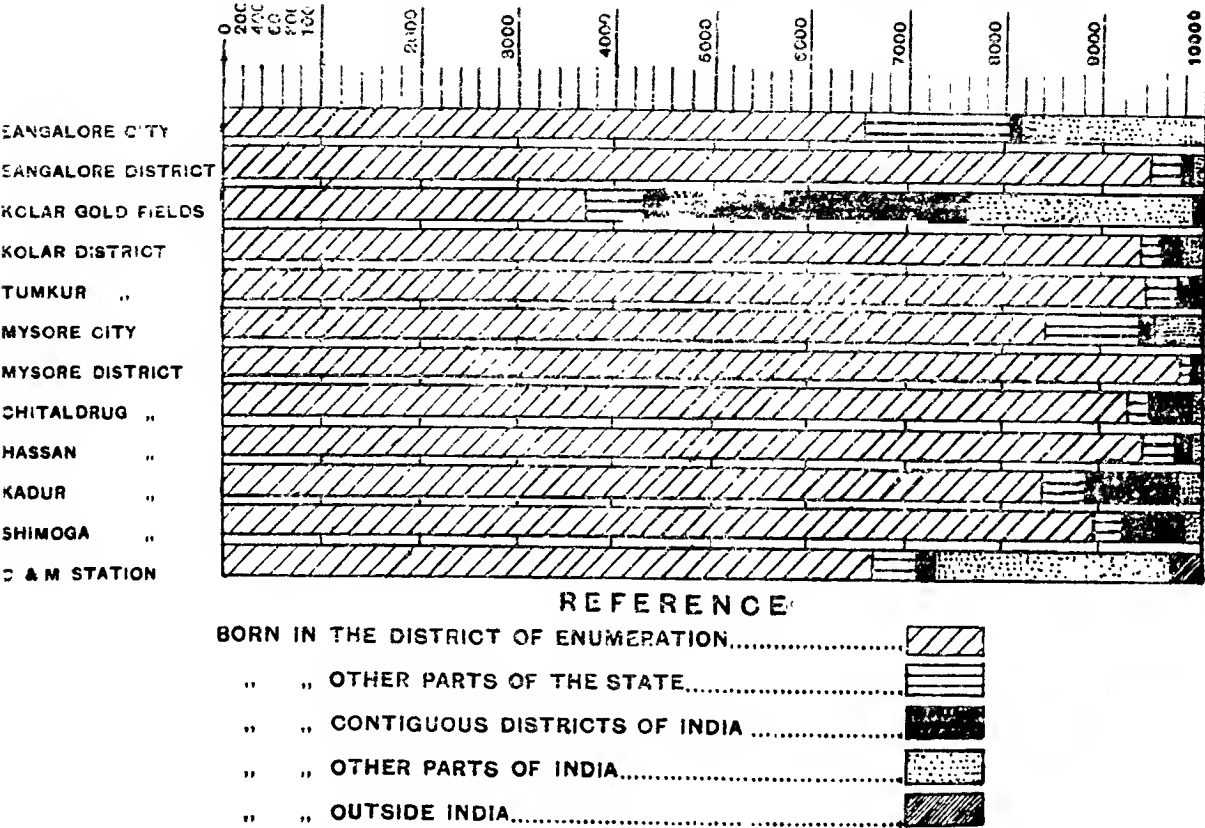 0 200 100 2000 3000 4000 5000 6000 7000 8000 9000 10000
BANGALORE CITY
BANGALORE DISTRICT
KOLAR GOLD FIELDS
KOLAR DISTRICT
TUMKUR „
MYSORE CITY
MYSORE DISTRICT
CHITALDRUG „
HASSAN „
KADUR „
SHIMOGA „
C & M STATION
REFERENCE
BORN IN THE DISTRICT OF ENUMERATION
„ „ OTHER PARTS OF THE STATE
„ „ CONTIGUOUS DISTRICTS OF INDIA
„ „ OTHER PARTS OF INDIA
„ „ OUTSIDE INDIA